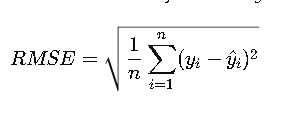 RMSE = \sqrt{\frac{1}{n} \sum_{i=1}^{n} (y_i - \hat{y}_i)^2}